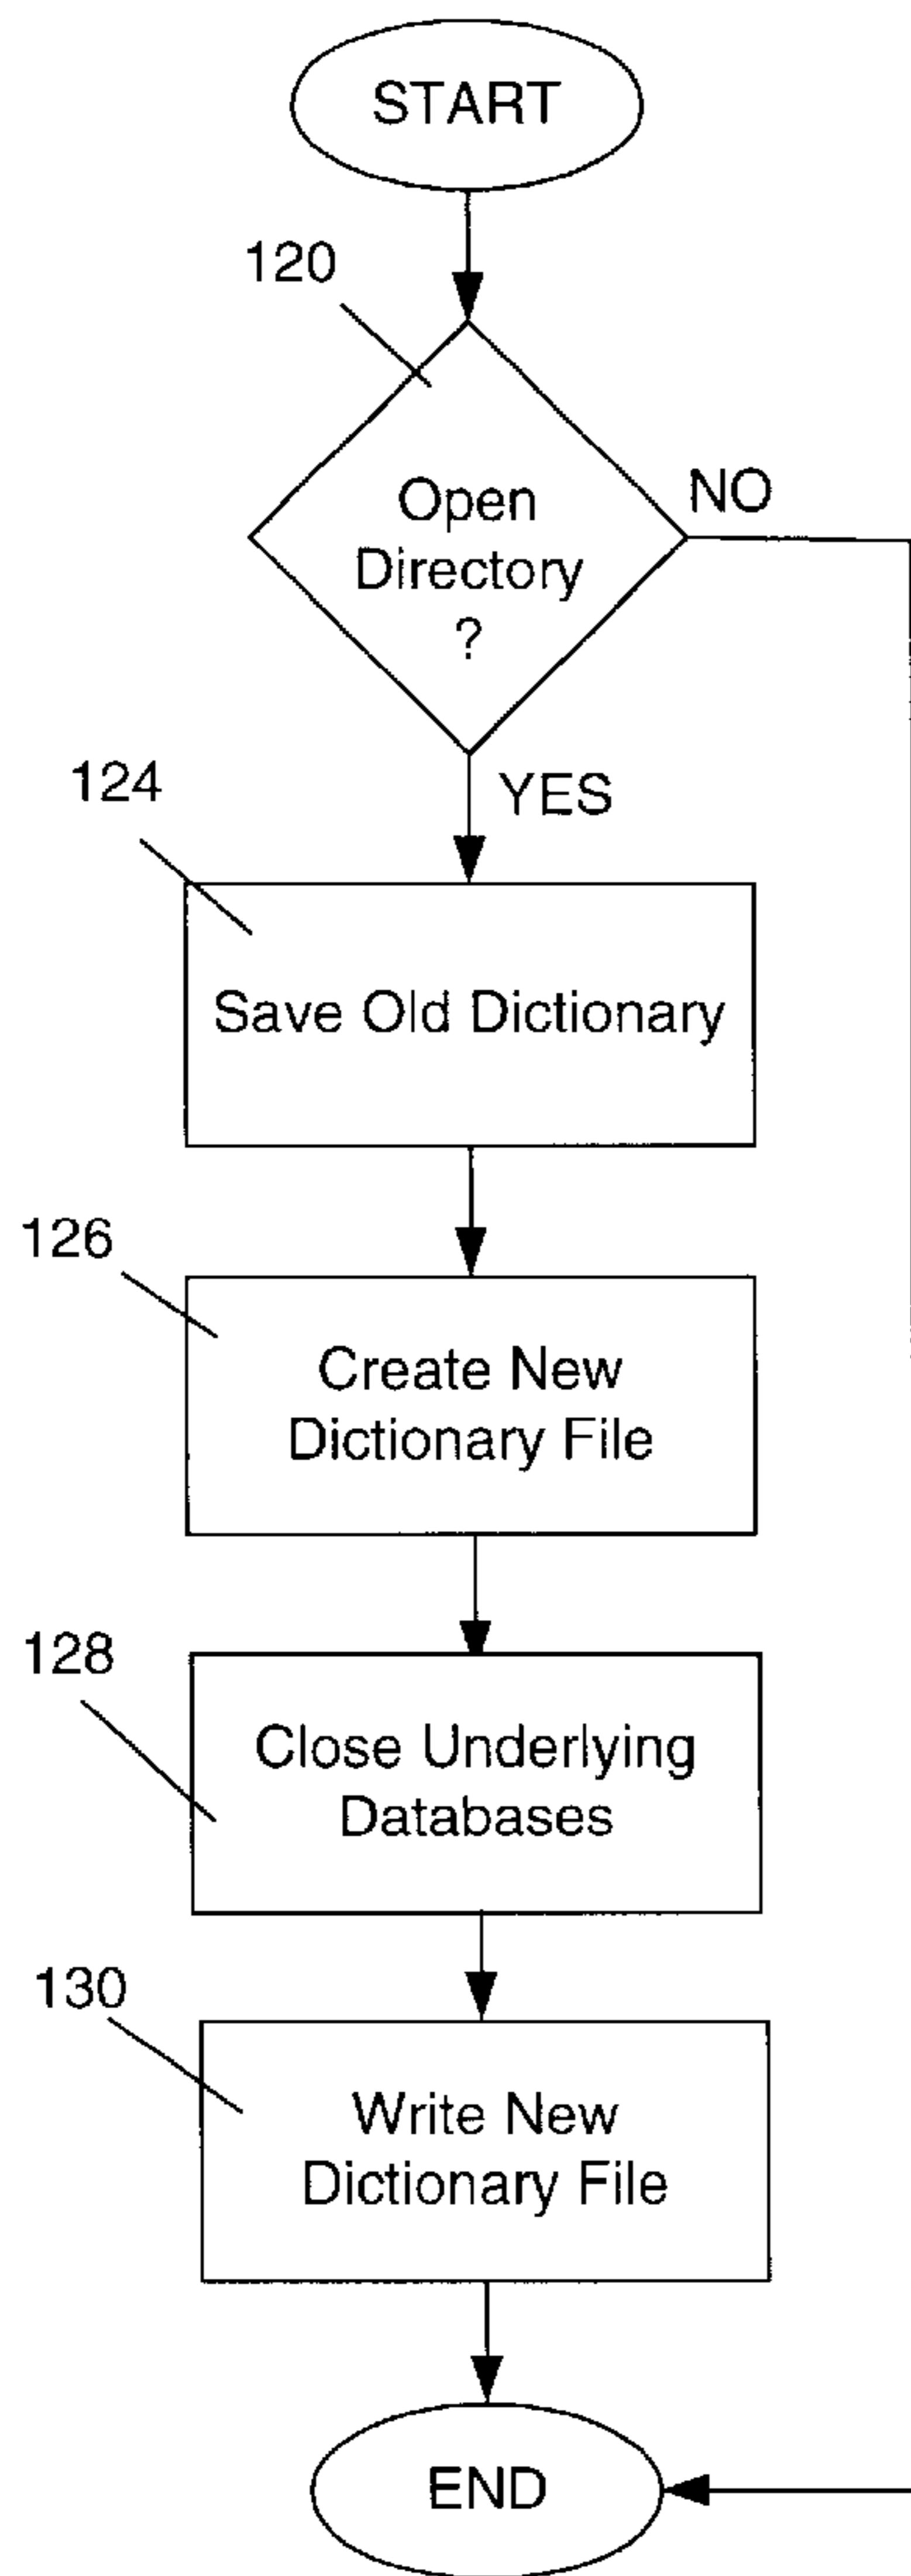 START
120
Open
Directory
?
NO
YES
124
Save Old Dictionary
126
Create New
Dictionary File
128
Close Underlying
Databases
130
Write New
Dictionary File
END